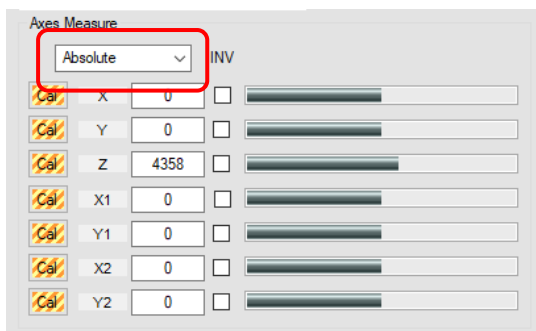 Axes Measure
Absolute INV
Cal X 0
Cal Y 0
Cal Z 4358
Cal X1 0
Cal Y1 0
Cal X2 0
Cal Y2 0